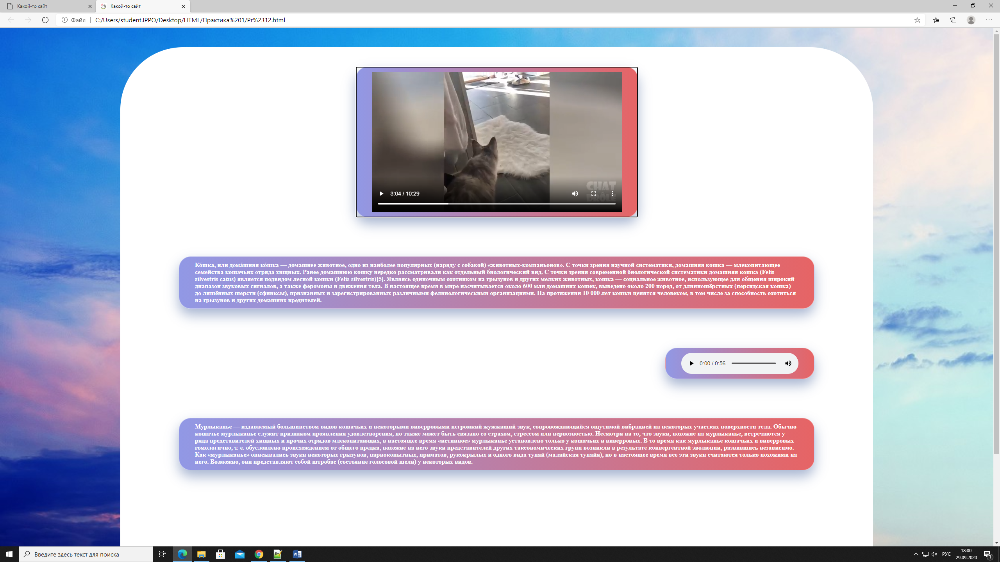 Какой-то сайт
Какой-то сайт
Файл
C:/Users/student.IPPO/Desktop/HTML/Практика%201/Pr%2312.html
CHAT
DRÔLE
3:04 / 10:29
Ко́шка, или дома́шняя ко́шка — домашнее животное, одно из наиболее популярных (наряду с собакой) «животных-компаньонов». С точки зрения научной систематики, домашняя кошка — млекопитающее
семейства кошачьих отряда хищных. Ранее домашнюю кошку нередко рассматривали как отдельный биологический вид. С точки зрения современной биологической систематики домашняя кошка (Felis
silvestris catus) является подвидом лесной кошки (Felis silvestris)[5]. Являясь одиночным охотником на грызунов и других мелких животных, кошка — социальное животное, использующее для общения широкий
диапазон звуковых сигналов, а также феромоны и движения тела. В настоящее время в мире насчитывается около 600 млн домашних кошек, выведено около 200 пород, от длинношёрстных (персидская кошка)
до лишённых шерсти (сфинксы), признанных и зарегистрированных различными фелинологическими организациями. На протяжении 10 000 лет кошки ценятся человеком, в том числе за способность охотиться
на грызунов и других домашних вредителей.
0:00 / 0:56
Мурлыканье — издаваемый большинством видов кошачьих и некоторыми виверровыми негромкий жужжащий звук, сопровождающийся ощутимой вибрацией на некоторых участках поверхности тела. Обычно
кошачье мурлыканье служит признаком проявления удовлетворения, но также может быть связано со страхом, стрессом или нервозностью. Несмотря на то, что звуки, похожие на мурлыканье, встречаются у
ряда представителей хищных и прочих отрядов млекопитающих, в настоящее время «истинное» мурлыканье установлено только у кошачьих и виверровых. В то время как мурлыканье кошачьих и виверровых
гомологично, т. е. обусловлено происхождением от общего предка, похожие на него звуки представителей других таксономических групп возникли в результате конвергентной эволюции, развившись независимо.
Как «мурлыканье» описывались звуки некоторых грызунов, парнокопытных, приматов, рукокрылых и одного вида тупай (малайская тупайя), но в настоящее время все эти звуки считаются только похожими на
него. Возможно, они представляют собой штробас (состояние голосовой щели) у некоторых видов.
Введите здесь текст для поиска
РУС
18:00
29.09.2020
1